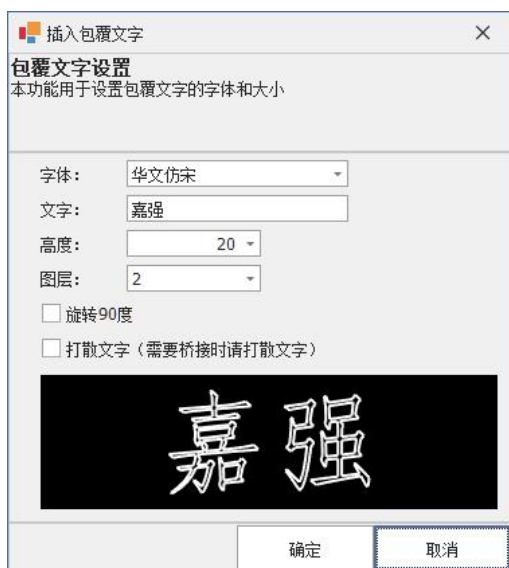 插入包覆文字
包覆文字设置
本功能用于设置包覆文字的字体和大小
字体： 华文仿宋
文字： 嘉强
高度： 20
图层： 2
旋转90度
打散文字（需要桥接时请打散文字）
嘉强
确定 取消